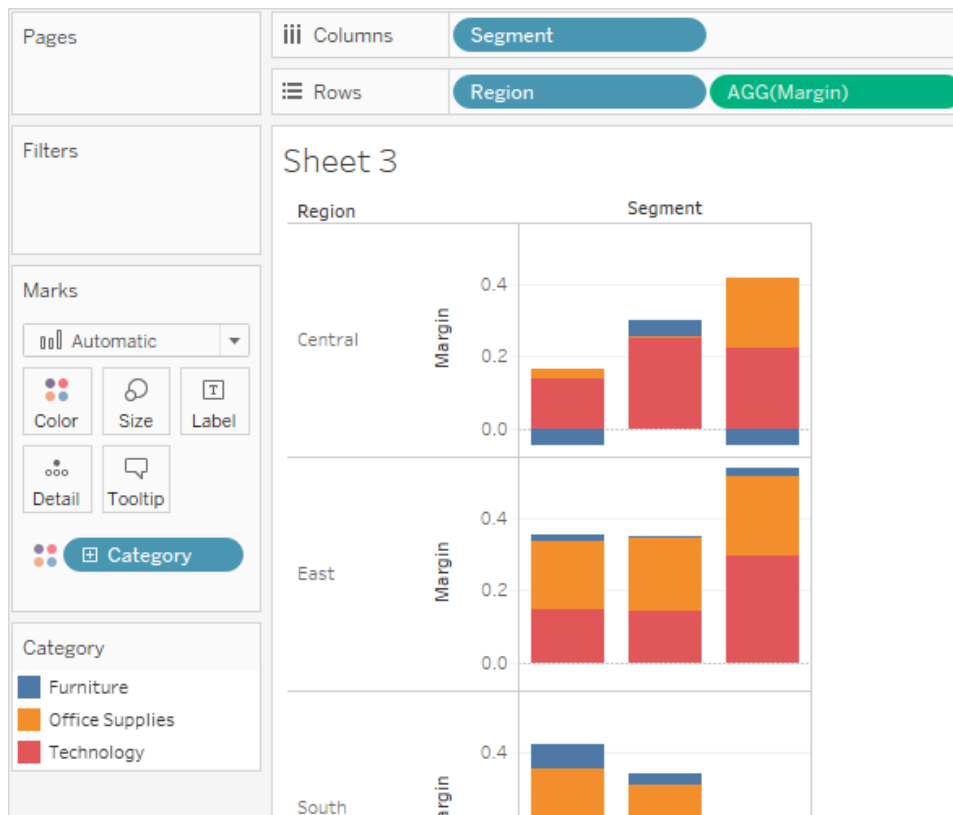 Pages
Columns
Segment
Rows
Region
AGG(Margin)
Filters
Sheet 3
Region
Segment
Marks
Automatic
Color
Size
T
Label
Detail
Tooltip
Category
Central
Margin
0.4
0.2
0.0
East
Margin
0.4
0.2
0.0
Category
Furniture
Office Supplies
Technology
South
0.4